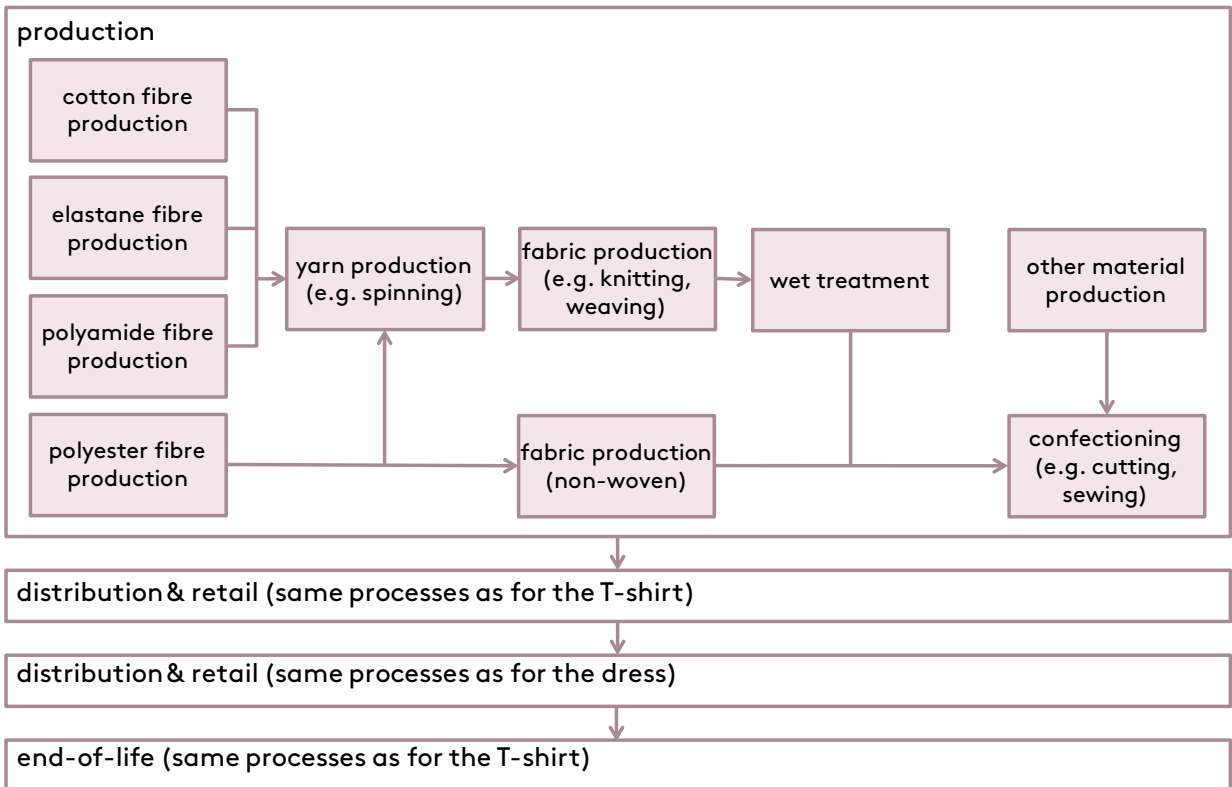 production
cotton fibre
production
elastane fibre
production
polyamide fibre
production
polyester fibre
production
yarn production
(e.g. spinning)
fabric production
(e.g. knitting,
weaving)
wet treatment
other material
production
fabric production
(non-woven)
confectioning
(e.g. cutting,
sewing)
distribution & retail (same processes as for the T-shirt)
distribution & retail (same processes as for the dress)
end-of-life (same processes as for the T-shirt)